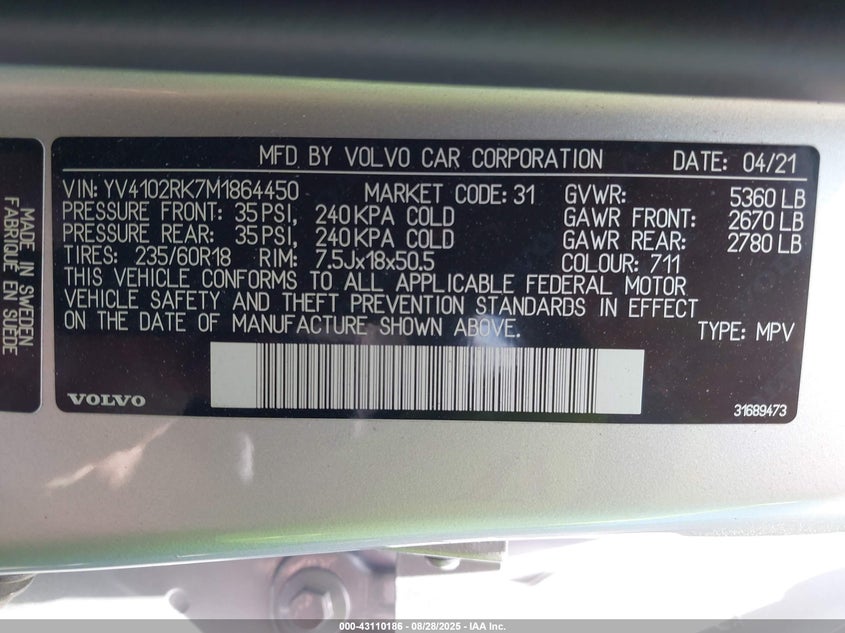 MFD BY VOLVO CAR CORPORATION DATE: 04/21
VIN: YV4102RK7M1864450 MARKET CODE: 31 GVWR: 5360 LB
PRESSURE FRONT: 35 PSI, 240 KPA COLD GAWR FRONT: 2670 LB
PRESSURE REAR: 35 PSI, 240 KPA COLD GAWR REAR: 2780 LB
TIRES: 235/60R18 RIM: 7.5Jx18x50.5 COLOUR: 711
THIS VEHICLE CONFORMS TO ALL APPLICABLE FEDERAL MOTOR
VEHICLE SAFETY AND THEFT PREVENTION STANDARDS IN EFFECT
ON THE DATE OF MANUFACTURE SHOWN ABOVE. TYPE: MPV
VOLVO
31689473
MADE IN SWEDEN
FABRIQUE EN SUEDE
000-43110186 - 08/28/2025 - IAA Inc.